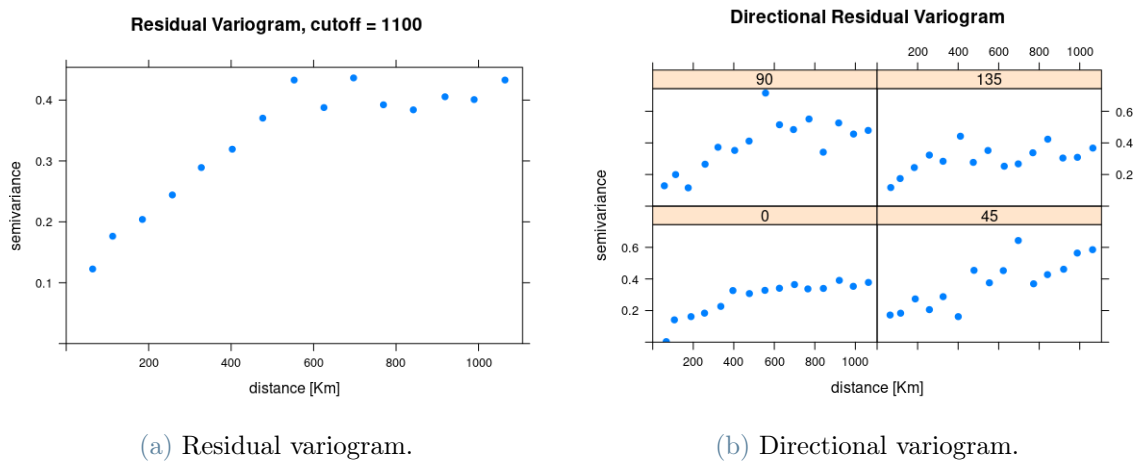 Residual Variogram, cutoff = 1100
semivariance
0.4
0.3
0.2
0.1
200 400 600 800 1000
distance [Km]
(a) Residual variogram.
Directional Residual Variogram
200 400 600 800 1000
90 135
0.6
0.4
0.2
semivariance
0 45
0.6
0.4
0.2
200 400 600 800 1000
distance [Km]
(b) Directional variogram.